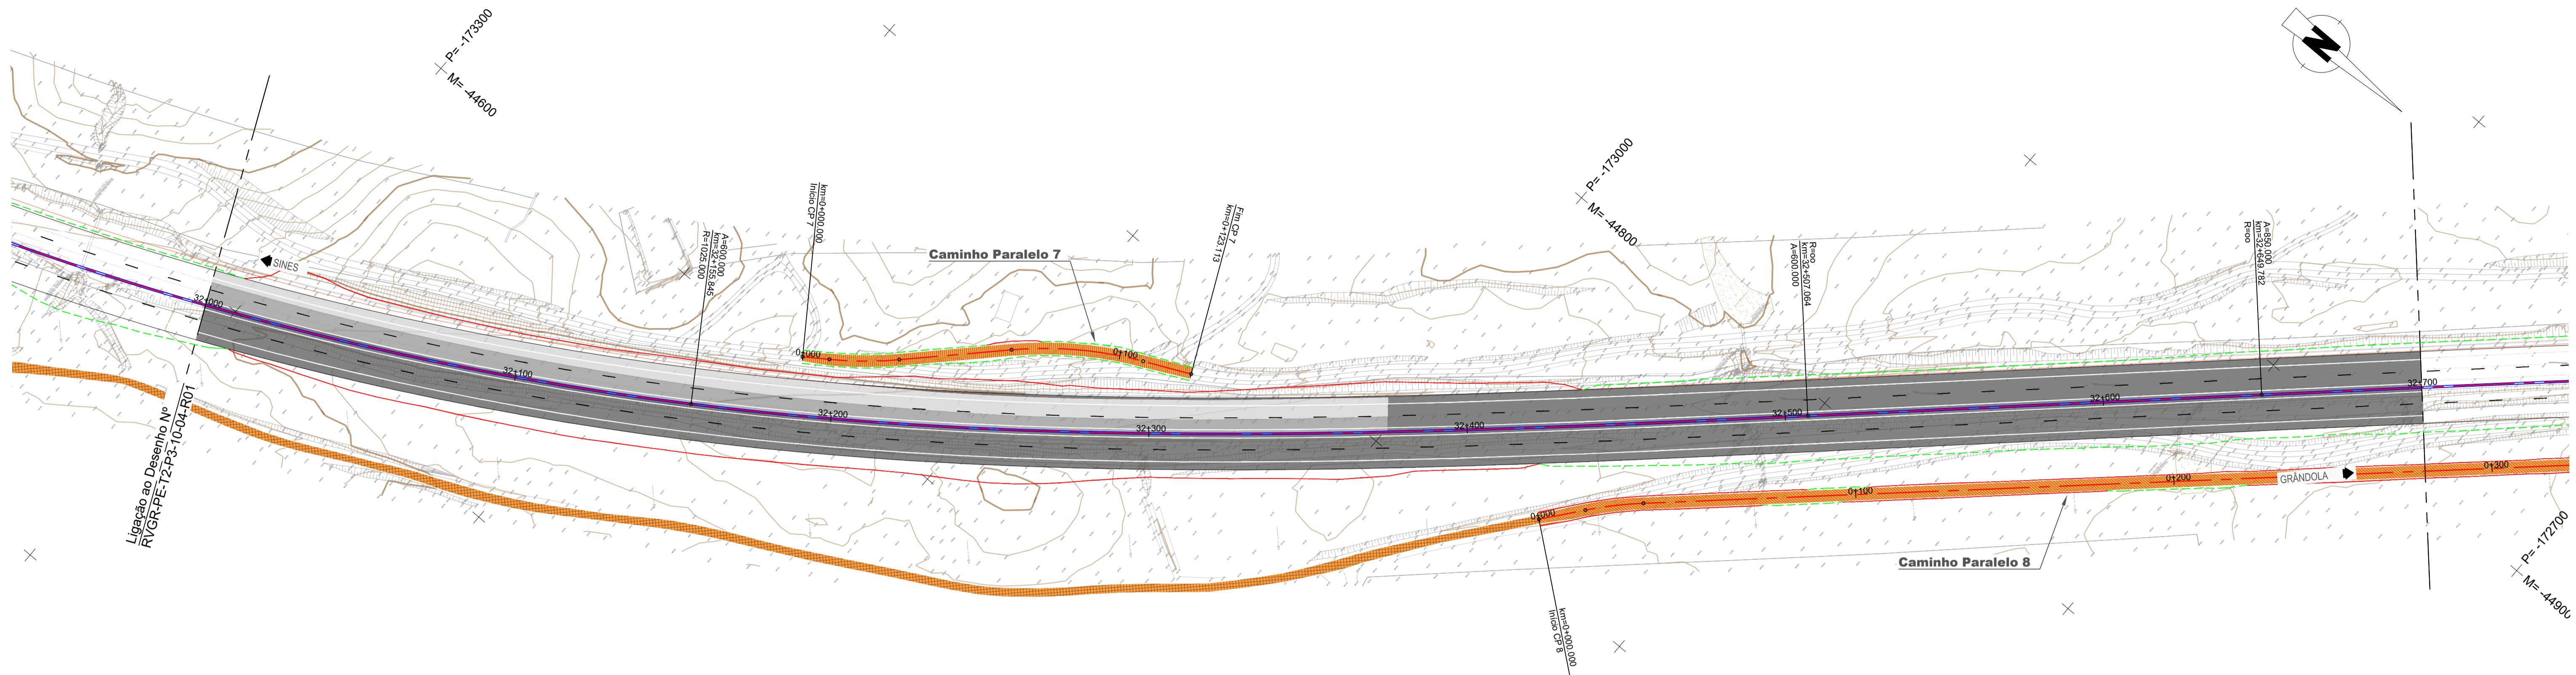 P= -173300
M= -44600
N
Ligação ao Desenho Nº
RVGR-PE-T2-P3-10-04-R01
SINES
A=600.000
km=32+155.845
R=1025.000
km=0+000.000
Início CP 7
Caminho Paralelo 7
Fim CP 7
km=0+123.113
P= -173000
M= -44800
R=oo
km=32+507.064
A=600.000
A=850.000
km=32+649.782
R=oo
0+000
0+100
32+000
32+100
32+200
32+300
32+400
32+500
32+600
32+700
0+000
0+100
0+200
GRÂNDOLA
0+300
Caminho Paralelo 8
km=0+000.000
Início CP 8
P= -172700
M= -44900